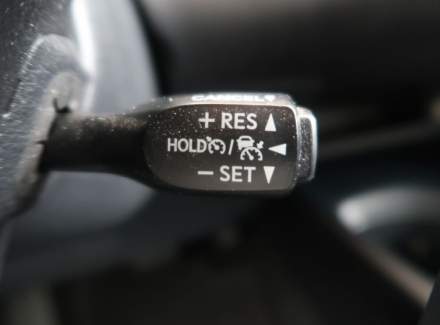 CANCEL
+ RES ▲
HOLD / ◀
− SET ▼